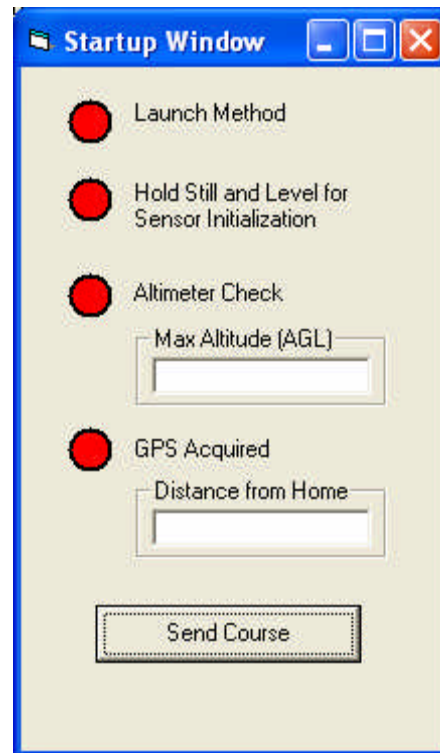 Startup Window
Launch Method
Hold Still and Level for
Sensor Initialization
Altimeter Check
Max Altitude (AGL)
GPS Acquired
Distance from Home
Send Course